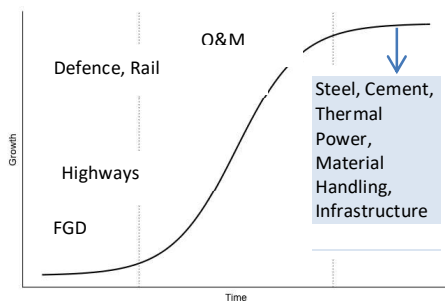 O&M
Defence, Rail
Steel, Cement,
Thermal
Power,
Material
Handling,
Infrastructure
Highways
FGD
Growth
Time